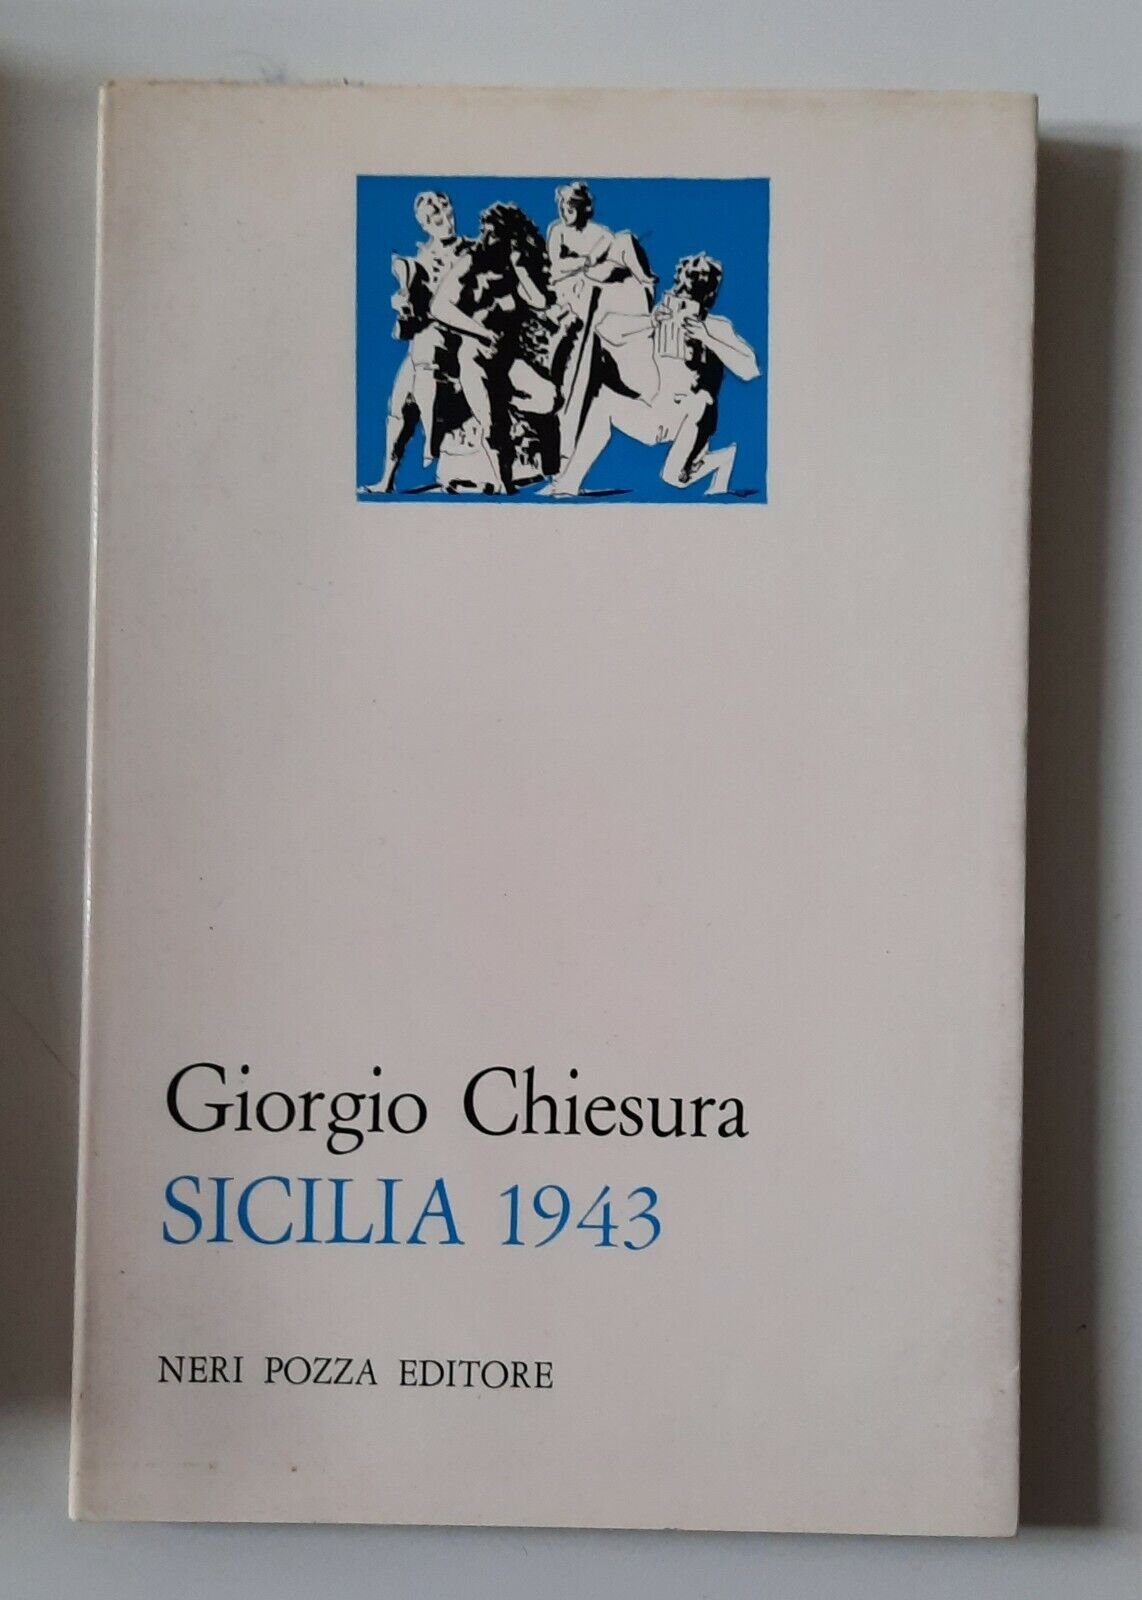 Giorgio Chiesura
SICILIA 1943
NERI POZZA EDITORE